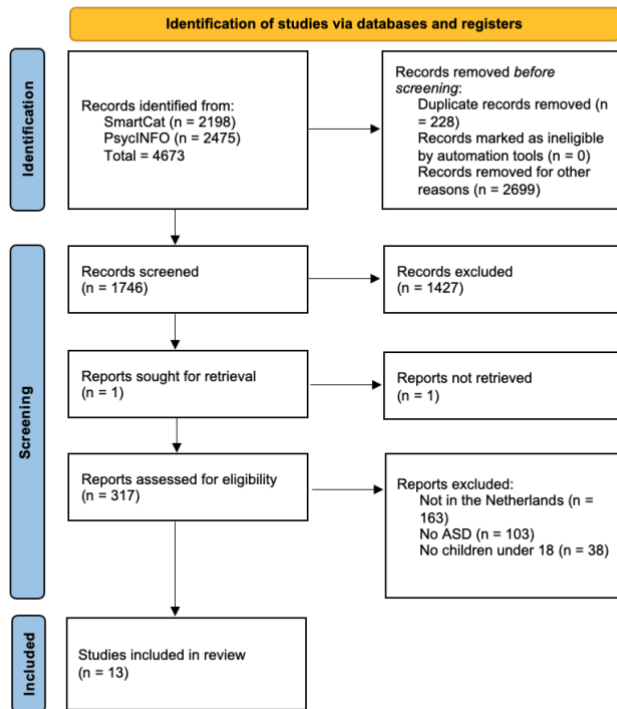 Identification of studies via databases and registers
Identification
Records identified from:
SmartCat (n = 2198)
PsycINFO (n = 2475)
Total = 4673
Records removed before
screening:
Duplicate records removed (n
= 228)
Records marked as ineligible
by automation tools (n = 0)
Records removed for other
reasons (n = 2699)
Screening
Records screened
(n = 1746)
Records excluded
(n = 1427)
Reports sought for retrieval
(n = 1)
Reports not retrieved
(n = 1)
Reports assessed for eligibility
(n = 317)
Reports excluded:
Not in the Netherlands (n =
163)
No ASD (n = 103)
No children under 18 (n = 38)
Included
Studies included in review
(n = 13)